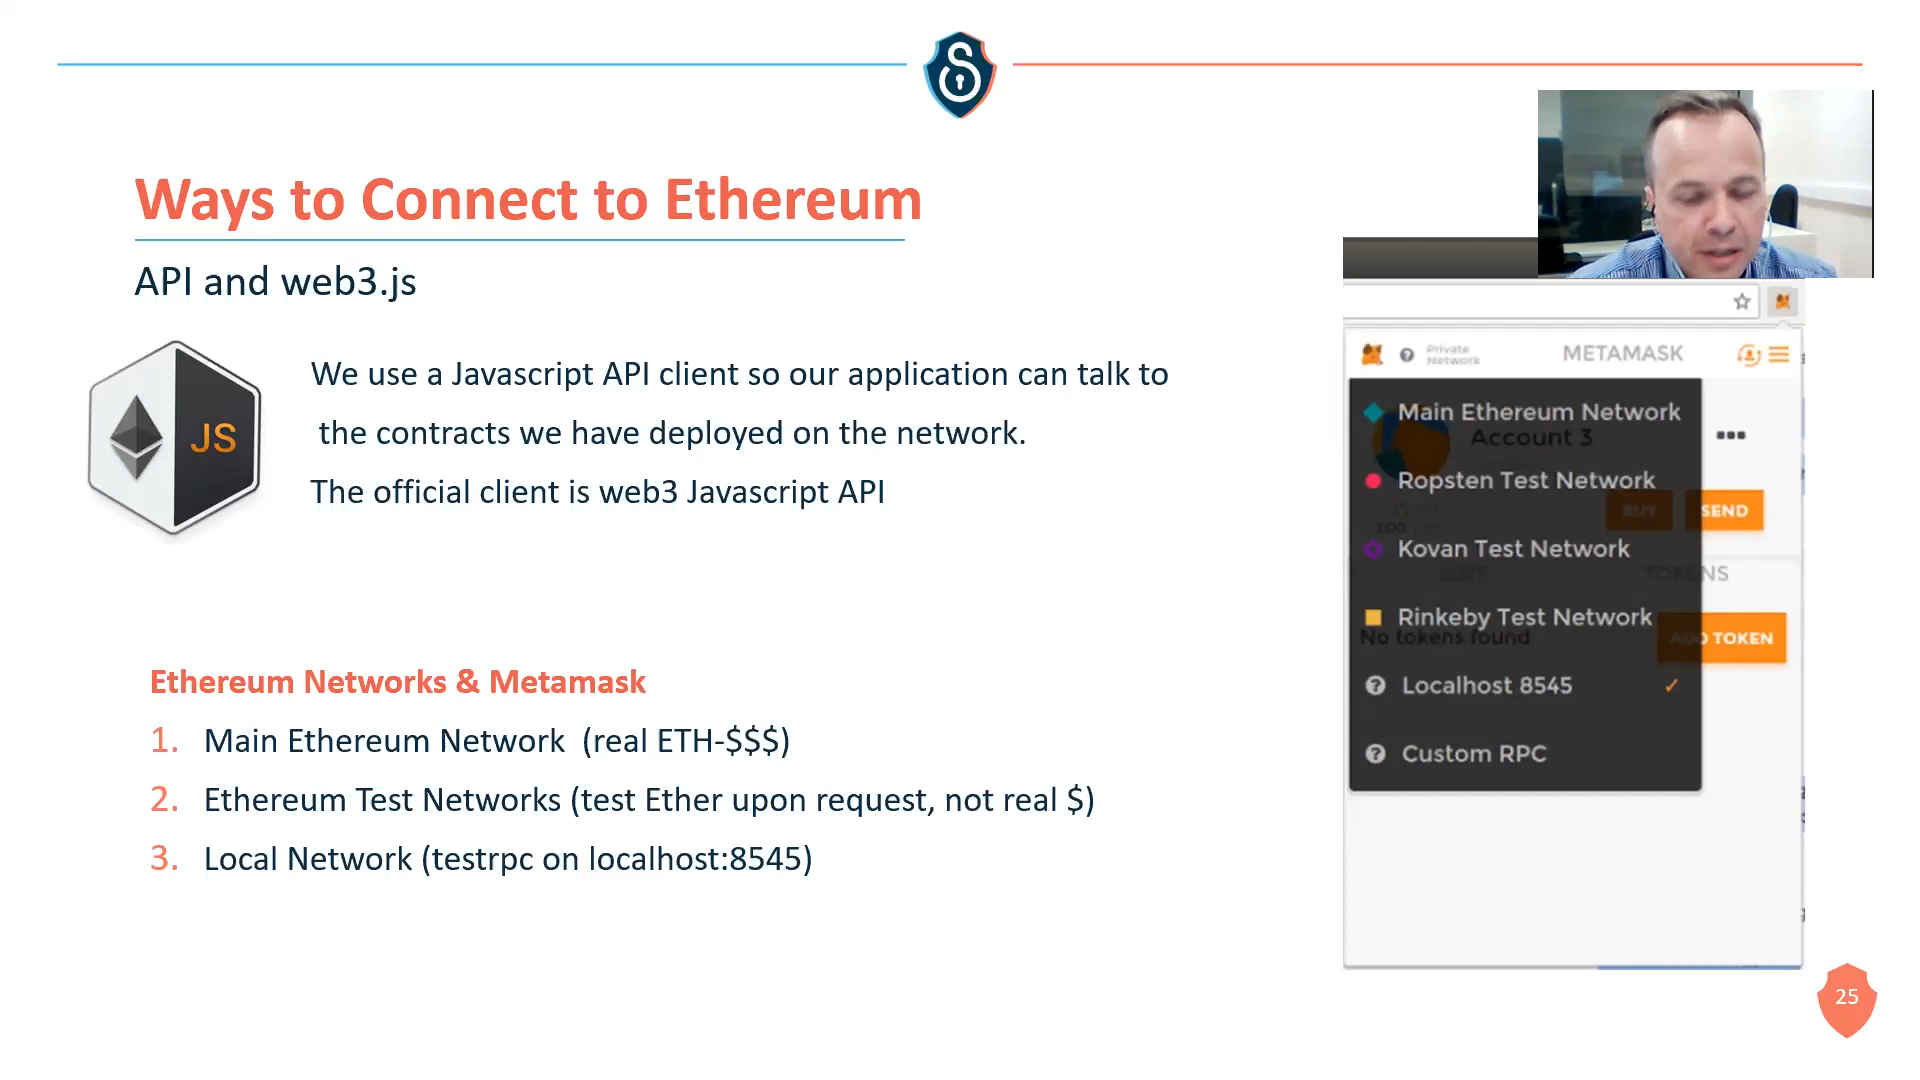 Ways to Connect to Ethereum
API and web3.js
JS
We use a Javascript API client so our application can talk to
the contracts we have deployed on the network.
The official client is web3 Javascript API
Ethereum Networks & Metamask
1. Main Ethereum Network (real ETH-$$$)
2. Ethereum Test Networks (test Ether upon request, not real $)
3. Local Network (testrpc on localhost:8545)
Private
Network
METAMASK
Main Ethereum Network
Account 3
Ropsten Test Network
BUY
SEND
Kovan Test Network
SENT
TOKENS
Rinkeby Test Network
No tokens found
ADD TOKEN
Localhost 8545
Custom RPC
25